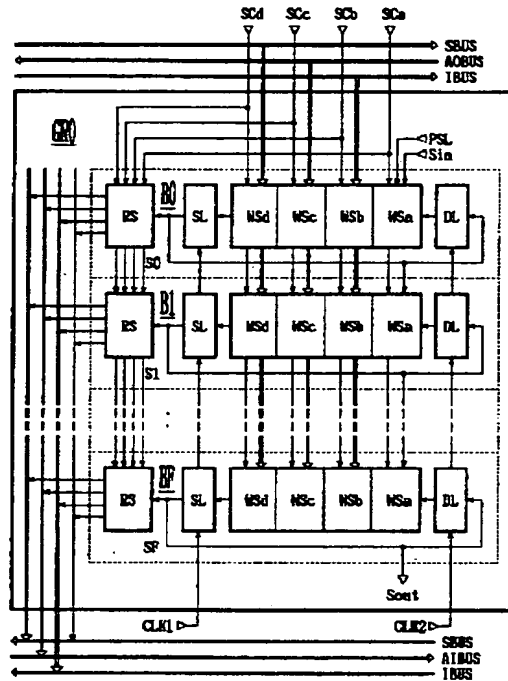 SCd SCc SCb SCa
SBUS
AOBUS
IBUS
GR0
PSL
Sin
B0
RS SL WSd WSc WSb WSa DL
S0
B1
RS SL WSd WSc WSb WSa DL
S1
BF
RS SL WSd WSc WSb WSa DL
SF
Sout
CLK1 CLK2
SBUS
AIBUS
IBUS